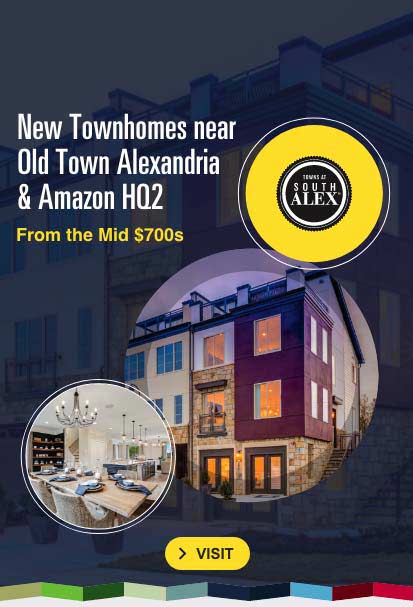 New Townhomes near
Old Town Alexandria
& Amazon HQ2
From the Mid $700s
TOWNS AT
SOUTH
ALEX
VISIT